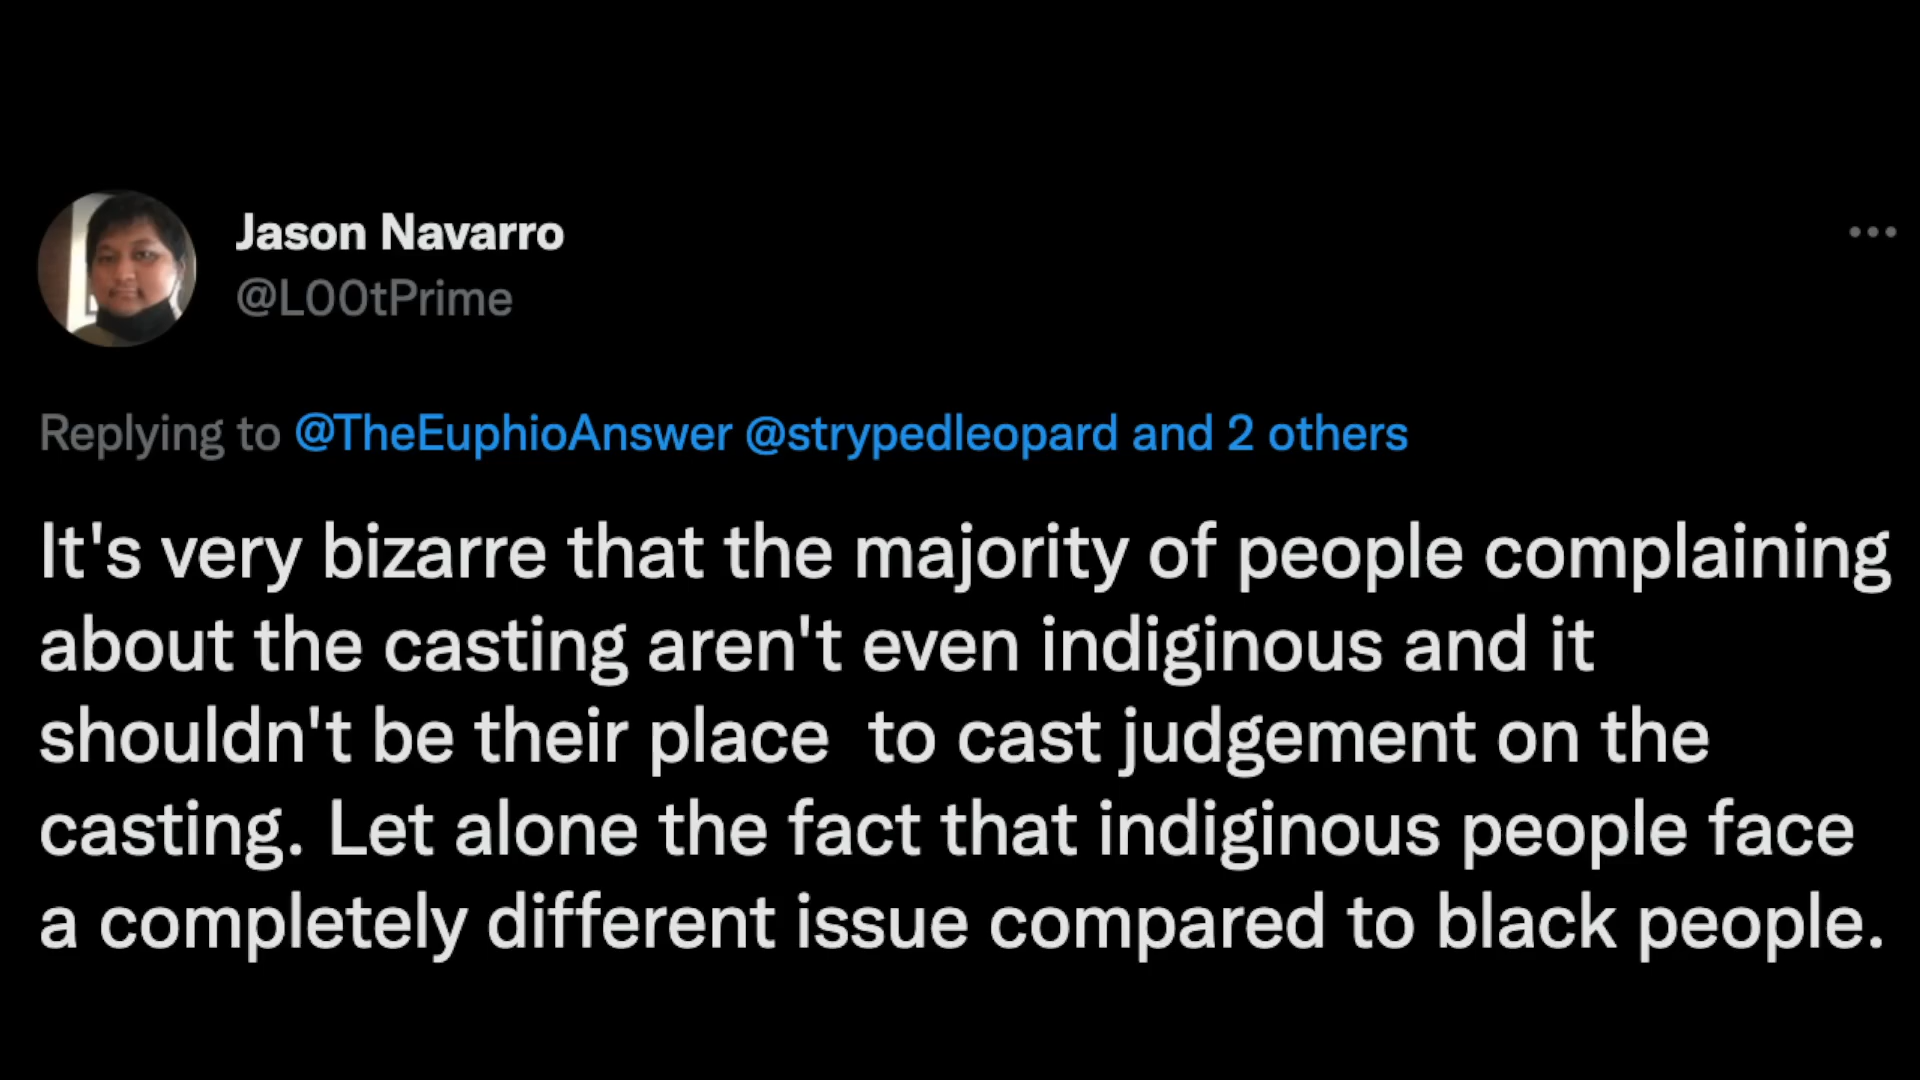 Jason Navarro
@L00tPrime
Replying to @TheEuphioAnswer @strypedleopard and 2 others
It's very bizarre that the majority of people complaining
about the casting aren't even indiginous and it
shouldn't be their place  to cast judgement on the
casting. Let alone the fact that indiginous people face
a completely different issue compared to black people.